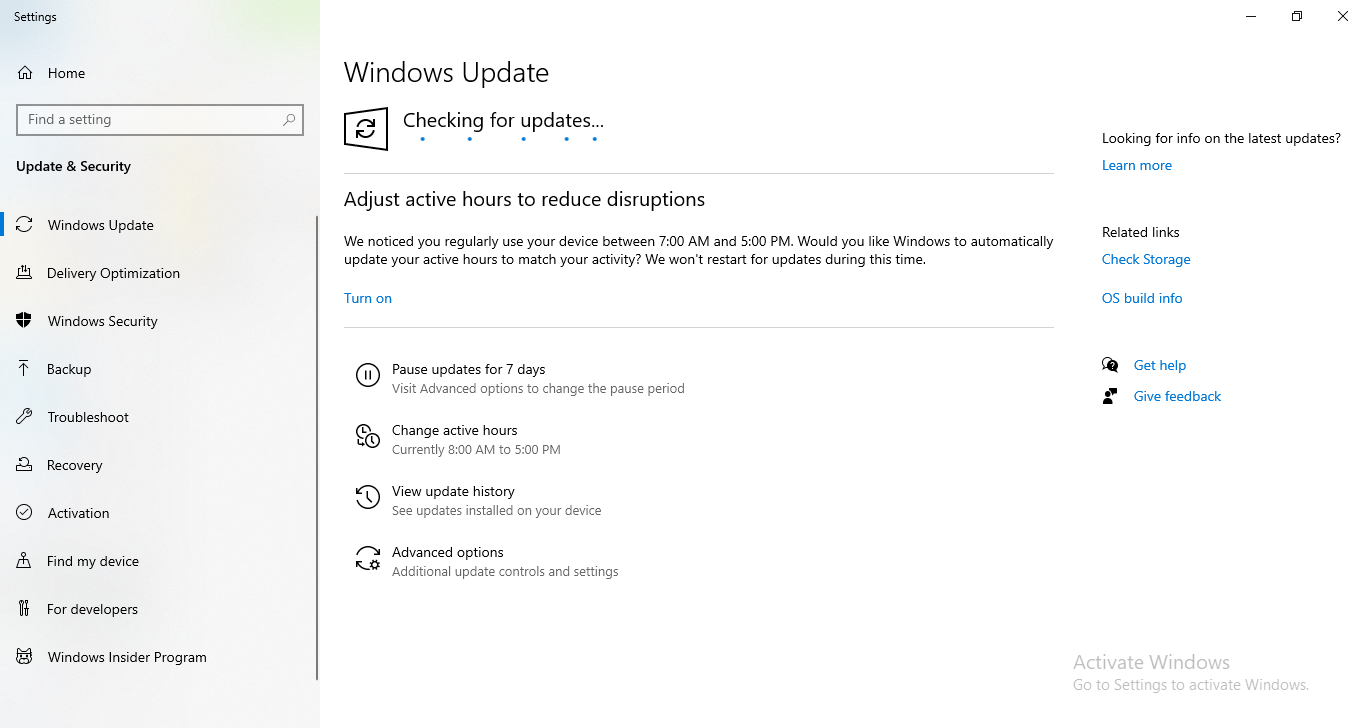 Settings
Home
Find a setting
Update & Security
Windows Update
Delivery Optimization
Windows Security
Backup
Troubleshoot
Recovery
Activation
Find my device
For developers
Windows Insider Program
Windows Update
Checking for updates...
Adjust active hours to reduce disruptions
We noticed you regularly use your device between 7:00 AM and 5:00 PM. Would you like Windows to automatically
update your active hours to match your activity? We won't restart for updates during this time.
Turn on
Pause updates for 7 days
Visit Advanced options to change the pause period
Change active hours
Currently 8:00 AM to 5:00 PM
View update history
See updates installed on your device
Advanced options
Additional update controls and settings
Looking for info on the latest updates?
Learn more
Related links
Check Storage
OS build info
Get help
Give feedback
Activate Windows
Go to Settings to activate Windows.